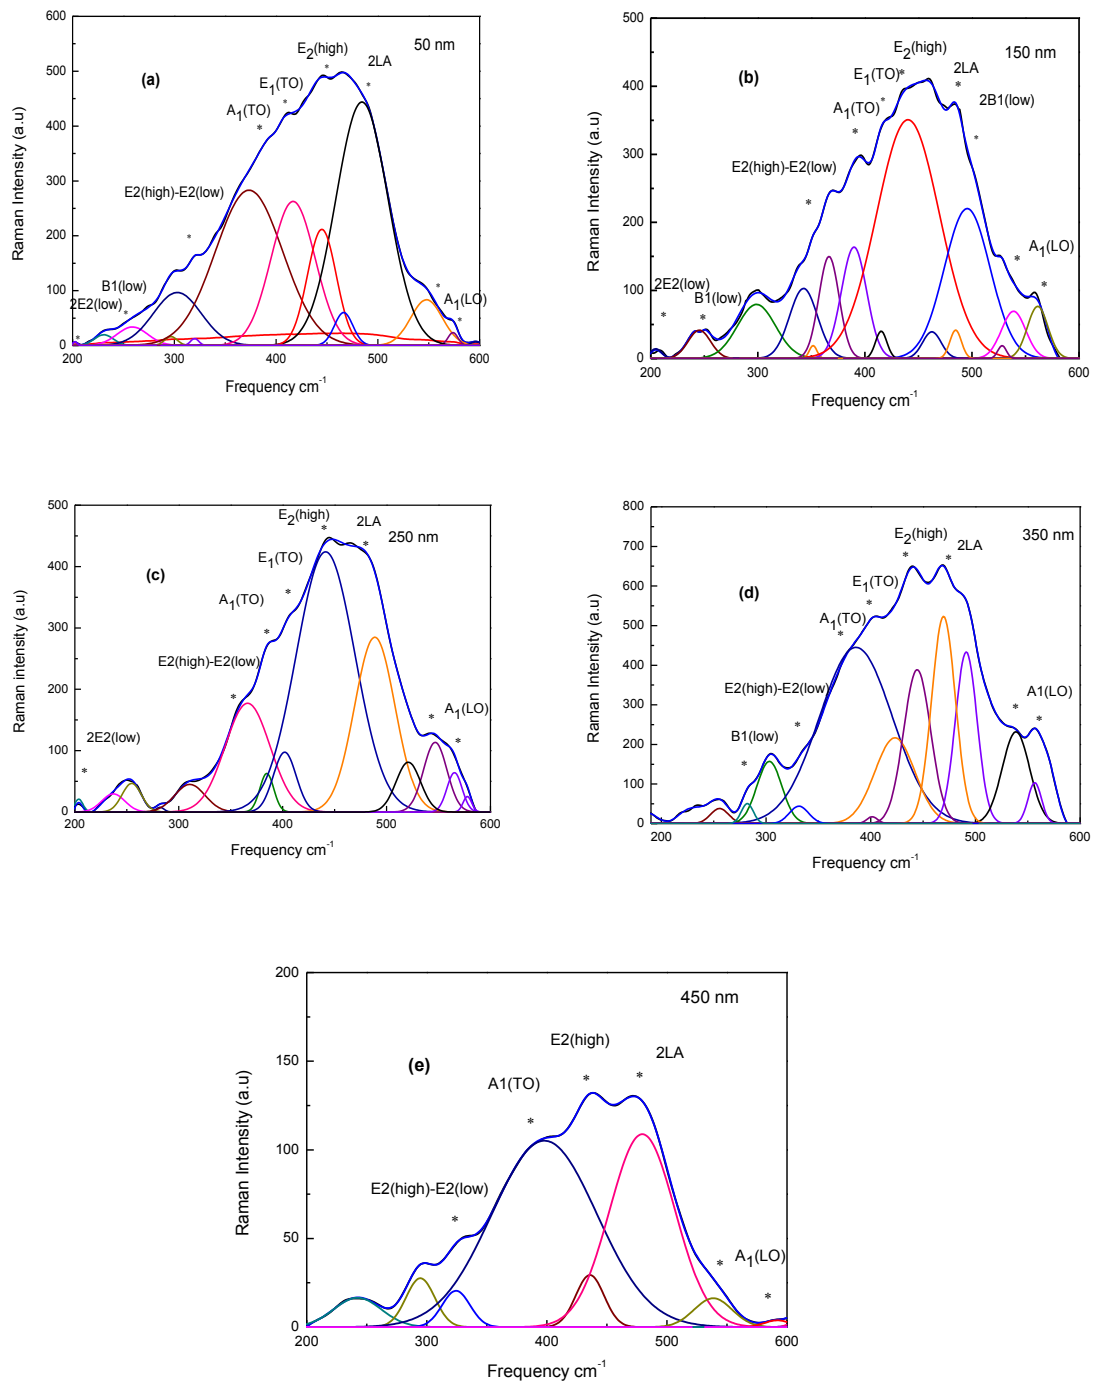 600
500
400
300
200
100
0
200 300 400 500 600
Raman Intensity (a.u)
Frequency cm-1
50 nm
(a)
E2(high)
2LA
E1(TO)
A1(TO)
E2(high)-E2(low)
B1(low)
2E2(low)
A1(LO)
* * * * * * * * * *
500
400
300
200
100
0
200 300 400 500 600
Raman Intensity (a.u)
Frequency cm-1
150 nm
(b)
E2(high)
E1(TO)
2LA
A1(TO)
2B1(low)
E2(high)-E2(low)
A1(LO)
2E2(low)
B1(low)
* * * * * * * * * *
500
400
300
200
100
0
200 300 400 500 600
Raman intensity (a.u)
Frequency cm-1
250 nm
(c)
E2(high)
2LA
E1(TO)
A1(TO)
E2(high)-E2(low)
A1(LO)
2E2(low)
* * * * * * * *
800
700
600
500
400
300
200
100
0
200 300 400 500 600
Raman Intensity (a.u)
Frequency cm-1
350 nm
(d)
E2(high)
2LA
E1(TO)
A1(TO)
E2(high)-E2(low)
A1(LO)
B1(low)
* * * * * * * *
200
150
100
50
0
200 300 400 500 600
Raman Intensity (a.u)
Frequency cm-1
450 nm
(e)
E2(high)
2LA
A1(TO)
E2(high)-E2(low)
A1(LO)
* * * * * *